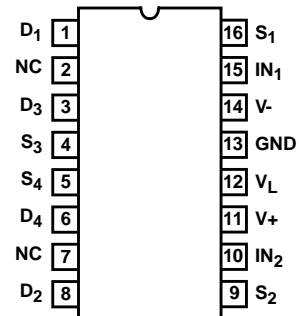 D1 1 16 S1
NC 2 15 IN1
D3 3 14 V-
S3 4 13 GND
S4 5 12 VL
D4 6 11 V+
NC 7 10 IN2
D2 8 9 S2